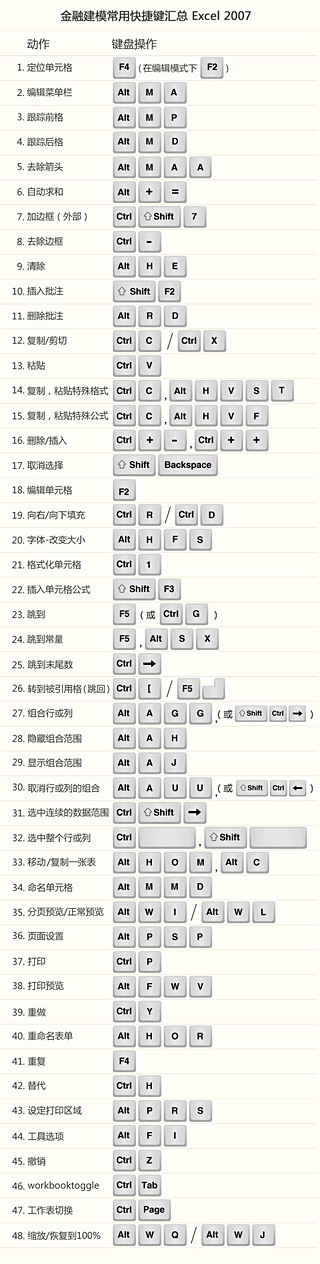 金融建模常用快捷键汇总 Excel 2007
动作 键盘操作
1. 定位单元格 F4 (在编辑模式下 F2 )
2. 编辑菜单栏 Alt M A
3. 跟踪前格 Alt M P
4. 跟踪后格 Alt M D
5. 去除箭头 Alt M A A
6. 自动求和 Alt + =
7. 加边框 ( 外部 ) Ctrl ⇧Shift 7
8. 去除边框 Ctrl -
9. 清除 Alt H E
10. 插入批注 ⇧ Shift F2
11. 删除批注 Alt R D
12. 复制/剪切 Ctrl C / Ctrl X
13. 粘贴 Ctrl V
14. 复制，粘贴特殊格式 Ctrl C , Alt H V S T
15. 复制，粘贴特殊公式 Ctrl C , Alt H V F
16. 删除/插入 Ctrl + - , Ctrl + +
17. 取消选择 ⇧ Shift Backspace
18. 编辑单元格 F2
19. 向右/向下填充 Ctrl R / Ctrl D
20. 字体-改变大小 Alt H F S
21. 格式化单元格 Ctrl 1
22. 插入单元格公式 ⇧ Shift F3
23. 跳到 F5 ( 或 Ctrl G )
24. 跳到常量 F5 , Alt S X
25. 跳到末尾数 Ctrl →
26. 转到被引用格 (跳回) Ctrl [ / F5
27. 组合行或列 Alt A G G ,( 或 ⇧Shift Ctrl → )
28. 隐藏组合范围 Alt A H
29. 显示组合范围 Alt A J
30. 取消行或列的组合 Alt A U U ,( 或 ⇧Shift Ctrl ← )
31. 选中连续的数据范围 Ctrl ⇧Shift →
32. 选中整个行或列 Ctrl , ⇧Shift
33. 移动/复制一张表 Alt H O M , Alt C
34. 命名单元格 Alt M M D
35. 分页预览/正常预览 Alt W I / Alt W L
36. 页面设置 Alt P S P
37. 打印 Ctrl P
38. 打印预览 Alt F W V
39. 重做 Ctrl Y
40. 重命名表单 Alt H O R
41. 重复 F4
42. 替代 Ctrl H
43. 设定打印区域 Alt P R S
44. 工具选项 Alt F I
45. 撤销 Ctrl Z
46. workbooktoggle Ctrl Tab
47. 工作表切换 Ctrl Page
48. 缩放/恢复到100% Alt W Q / Alt W J